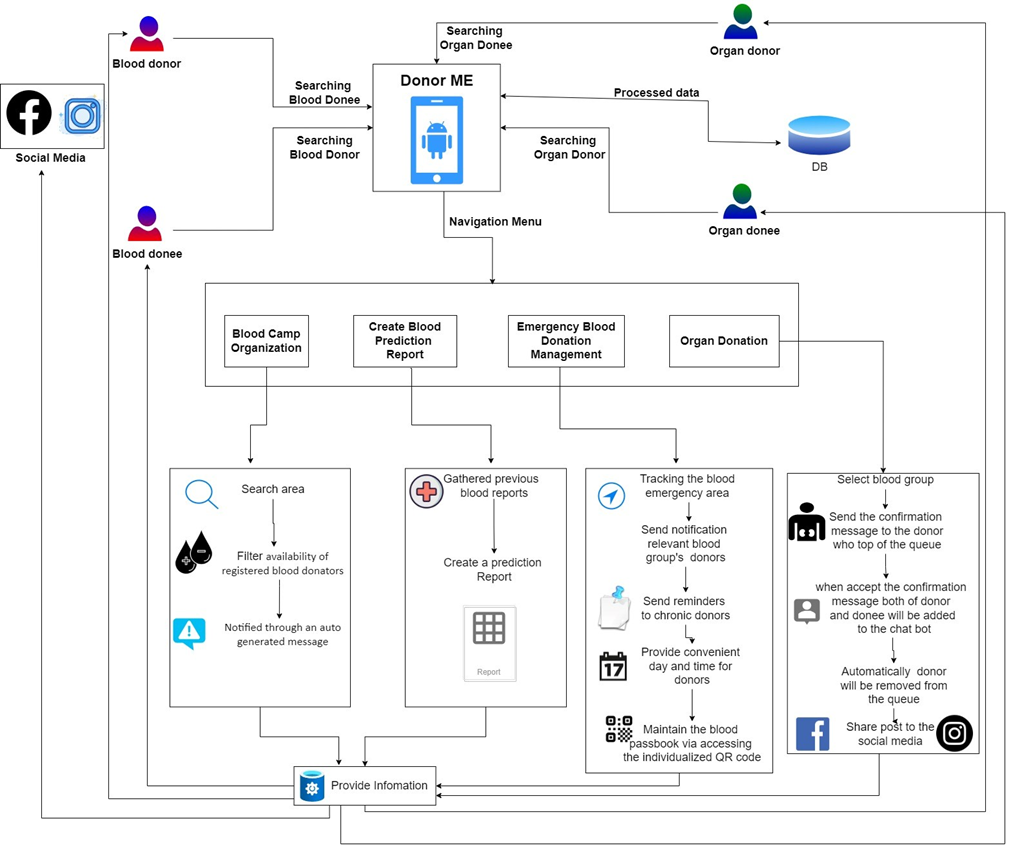 Searching
Organ Donee
Organ donor
Blood donor
Donor ME
Searching
Blood Donee
Processed data
Social Media
Searching
Blood Donor
Searching
Organ Donor
DB
Navigation Menu
Organ donee
Blood donee
Blood Camp
Organization
Create Blood
Prediction
Report
Emergency Blood
Donation
Management
Organ Donation
Search area
Filter availability of
registered blood donators
Notified through an auto
generated message
Gathered previous
blood reports
Create a prediction
Report
Report
Tracking the blood
emergency area
Send notification
relevant blood
group's donors
Send reminders
to chronic donors
17
Provide convenient
day and time for
donors
Maintain the blood
passbook via accessing
the individualized QR code
Select blood group
Send the confirmation
message to the donor
who top of the queue
when accept the confirmation
message both of donor
and donee will be added
to the chat bot
Automatically donor
will be removed from
the queue
Share post to the
social media
Provide Infomation